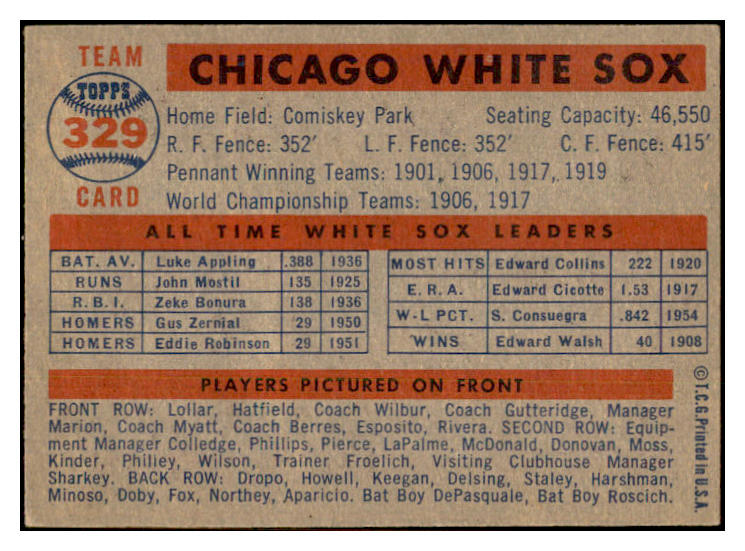 TEAM
TOPPS
329
CARD
CHICAGO WHITE SOX
Home Field: Comiskey Park Seating Capacity: 46,550
R. F. Fence: 352′ L. F. Fence: 352′ C. F. Fence: 415′
Pennant Winning Teams: 1901, 1906, 1917, 1919
World Championship Teams: 1906, 1917
ALL TIME WHITE SOX LEADERS
BAT. AV. Luke Appling .388 1936
RUNS John Mostil 135 1925
R.B.I. Zeke Bonura 138 1936
HOMERS Gus Zernial 29 1950
HOMERS Eddie Robinson 29 1951
MOST HITS Edward Collins 222 1920
E.R.A. Edward Cicotte 1.53 1917
W-L PCT. S. Consuegra .842 1954
WINS Edward Walsh 40 1908
PLAYERS PICTURED ON FRONT
FRONT ROW: Lollar, Hatfield, Coach Wilbur, Coach Gutteridge, Manager
Marion, Coach Myatt, Coach Berres, Esposito, Rivera. SECOND ROW: Equip-
ment Manager Colledge, Phillips, Pierce, LaPalme, McDonald, Donovan, Moss,
Kinder, Philley, Wilson, Trainer Froelich, Visiting Clubhouse Manager
Sharkey. BACK ROW: Dropo, Howell, Keegan, Delsing, Staley, Harshman,
Minoso, Doby, Fox, Northey, Aparicio. Bat Boy DePasquale, Bat Boy Roscich.
© T.C.G. Printed in U.S.A.